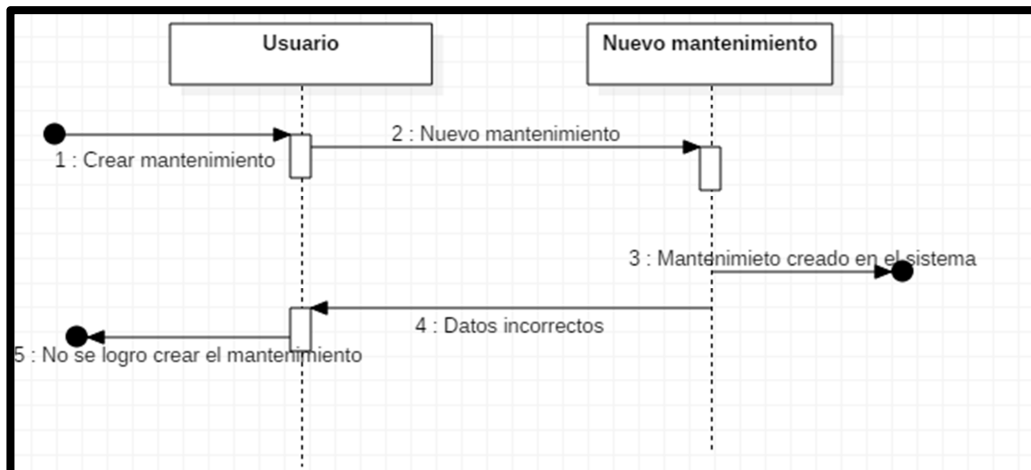 Usuario
Nuevo mantenimiento
1 : Crear mantenimiento
2 : Nuevo mantenimiento
3 : Mantenimieto creado en el sistema
4 : Datos incorrectos
5 : No se logro crear el mantenimiento